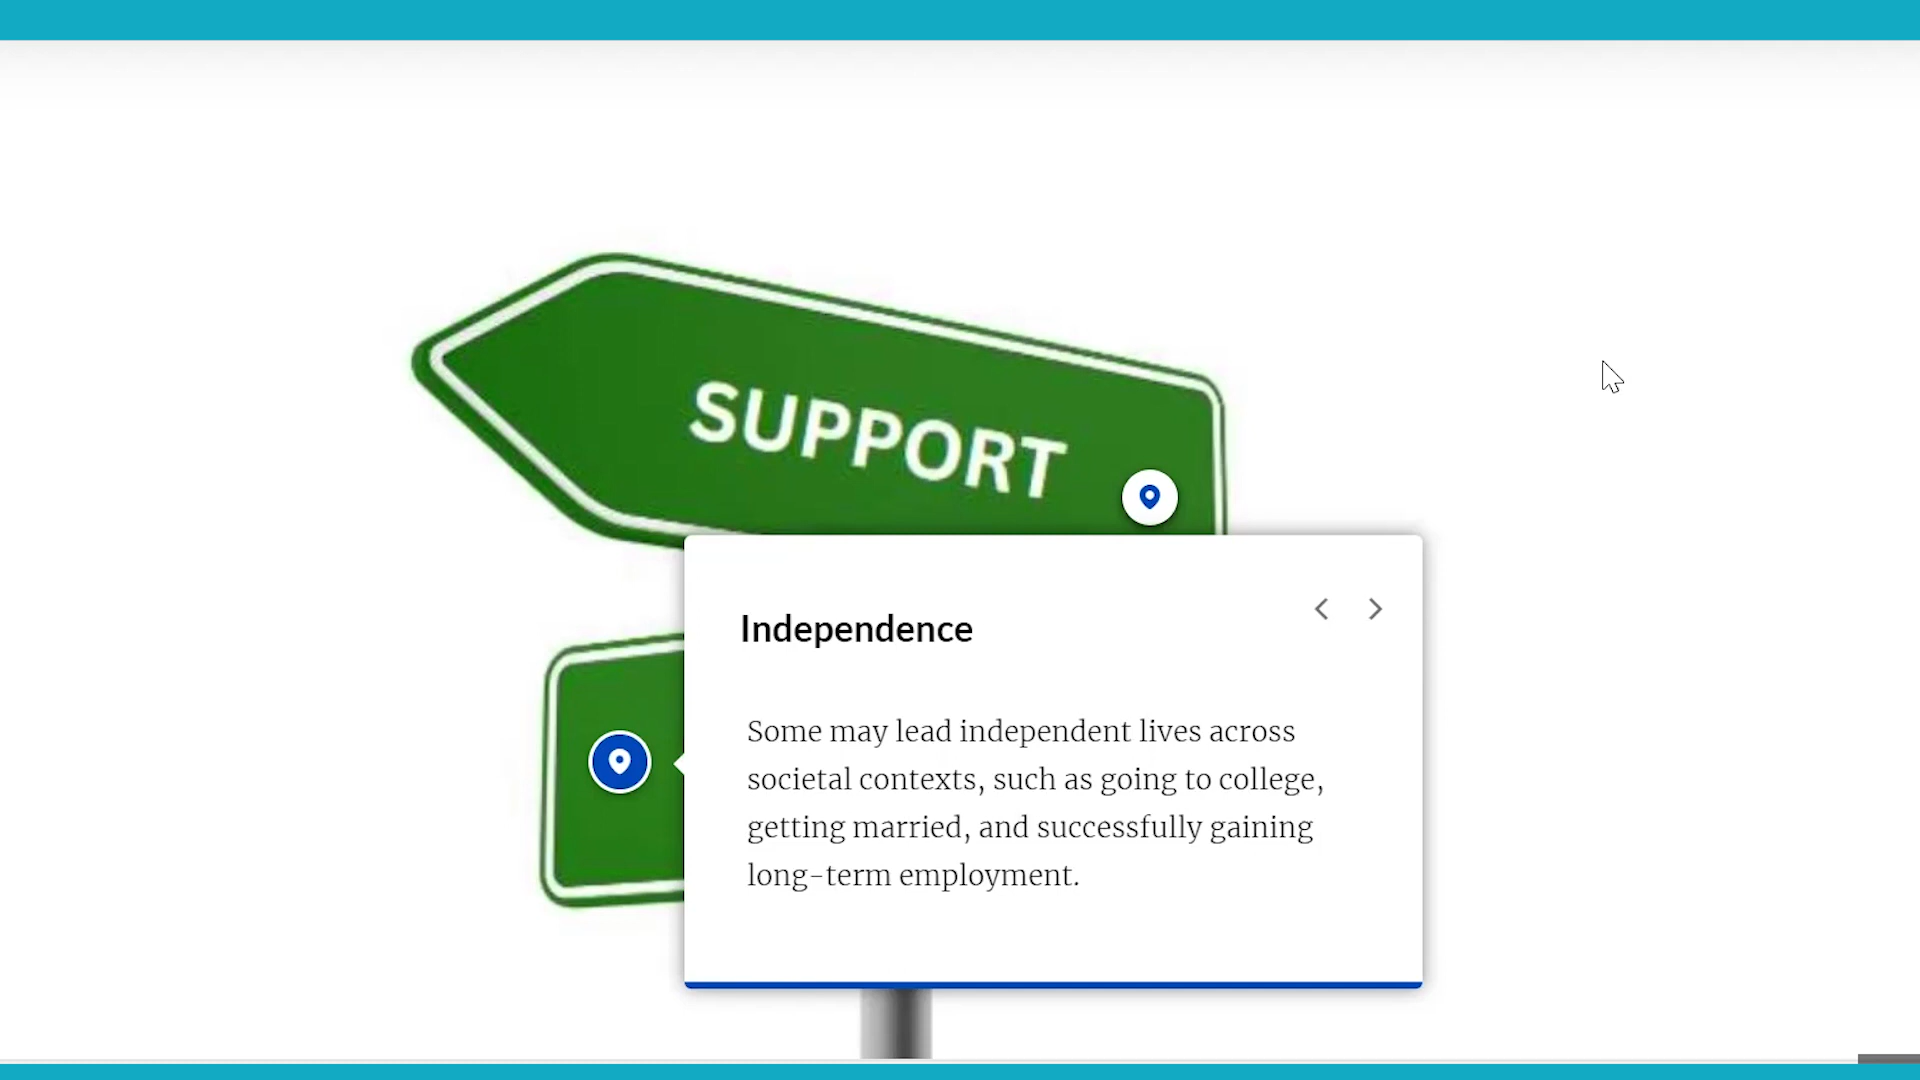 SUPPORT
Independence
Some may lead independent lives across
societal contexts, such as going to college,
getting married, and successfully gaining
long-term employment.